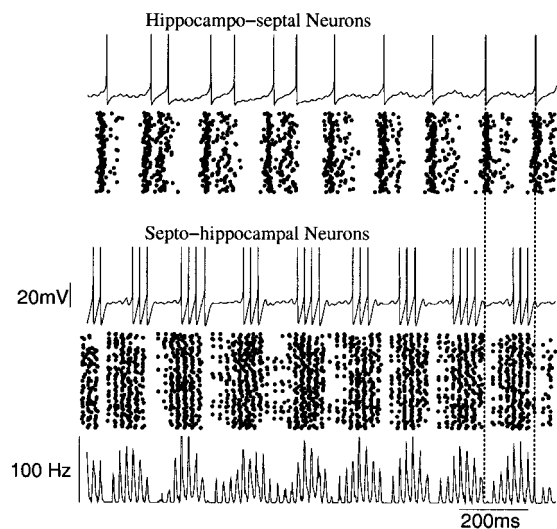 Hippocampo-septal Neurons
Septo-hippocampal Neurons
20mV
100 Hz
200ms